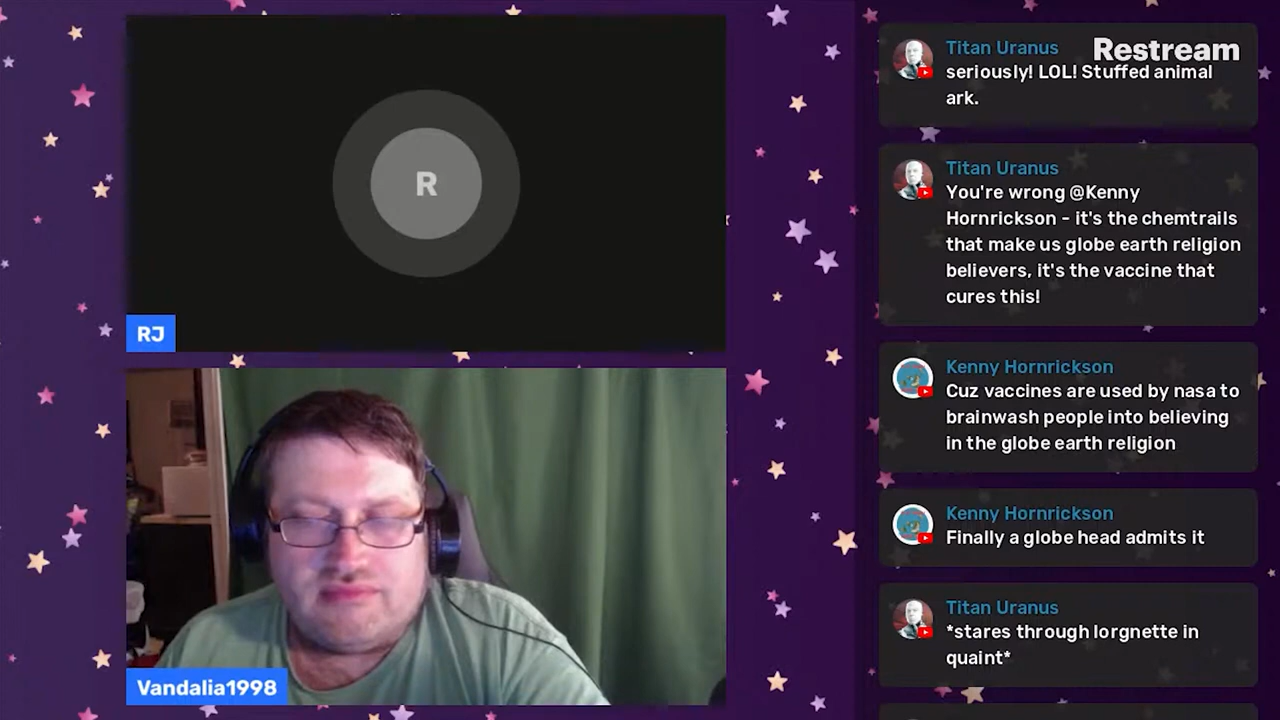 R
RJ
Vandalia1998
Restream
Titan Uranus
seriously! LOL! Stuffed animal
ark.
Titan Uranus
You're wrong @Kenny
Hornrickson - it's the chemtrails
that make us globe earth religion
believers, it's the vaccine that
cures this!
Kenny Hornrickson
Cuz vaccines are used by nasa to
brainwash people into believing
in the globe earth religion
Kenny Hornrickson
Finally a globe head admits it
Titan Uranus
*stares through lorgnette in
quaint*